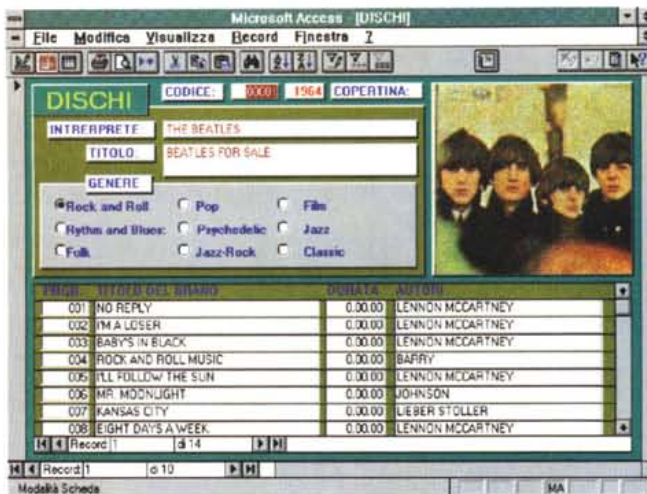 Microsoft Access - [DISCHI]
File Modifica Visualizza Record Finestra ?
DISCHI
CODICE: 00001 1964 COPERTINA:
INTRERPRETE THE BEATLES
TITOLO: BEATLES FOR SALE
GENERE
Rock and Roll Pop Film
Rythm and Blues: Psychedelic Jazz
Folk Jazz-Rock Classic
PROGR. TITOLO DEL BRANO DURATA AUTORI
001 NO REPLY 0.00.00 LENNON MCCARTNEY
002 I'M A LOSER 0.00.00 LENNON MCCARTNEY
003 BABY'S IN BLACK 0.00.00 LENNON MCCARTNEY
004 ROCK AND ROLL MUSIC 0.00.00 BARRY
005 I'LL FOLLOW THE SUN 0.00.00 LENNON MCCARTNEY
006 MR. MOONLIGHT 0.00.00 JOHNSON
007 KANSAS CITY 0.00.00 LIEBER STOLLER
008 EIGHT DAYS A WEEK 0.00.00 LENNON MCCARTNEY
Record: 1 di 14
Record: 1 di 10
Modalità Scheda MA